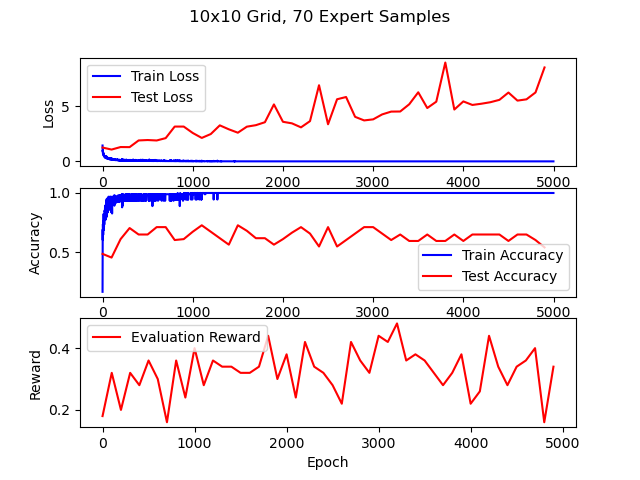 10x10 Grid, 70 Expert Samples
Loss
5
0
Train Loss
Test Loss
0 1000 2000 3000 4000 5000
Accuracy
1.0
0.5
Train Accuracy
Test Accuracy
0 1000 2000 3000 4000 5000
Reward
0.4
0.2
Evaluation Reward
0 1000 2000 3000 4000 5000
Epoch